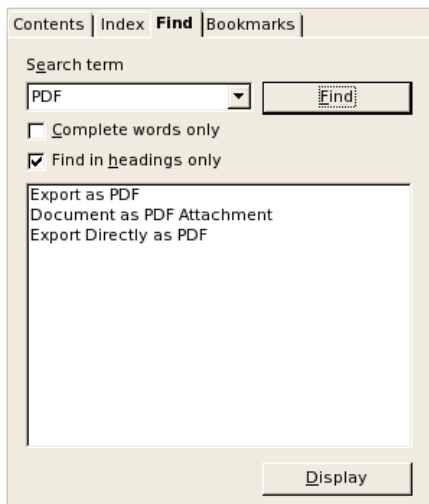 Contents Index Find Bookmarks
Search term
PDF Find
Complete words only
Find in headings only
Export as PDF
Document as PDF Attachment
Export Directly as PDF
Display